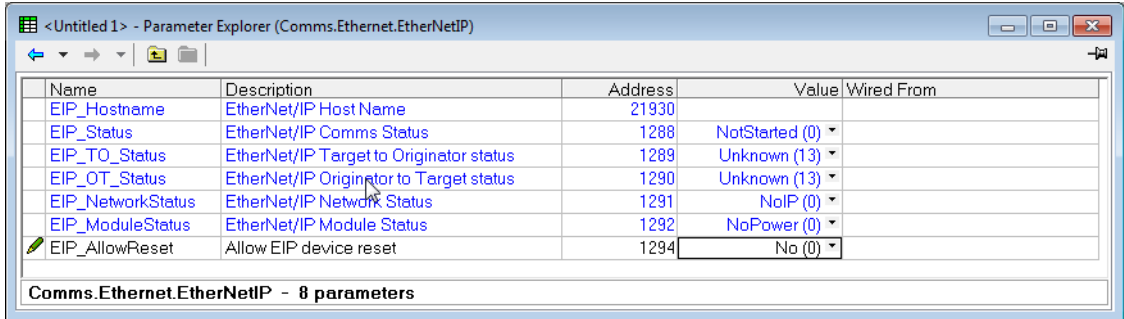 <Untitled 1> - Parameter Explorer (Comms.Ethernet.EtherNetIP)
Name Description Address Value Wired From
EIP_Hostname EtherNet/IP Host Name 21930
EIP_Status EtherNet/IP Comms Status 1288 NotStarted (0)
EIP_TO_Status EtherNet/IP Target to Originator status 1289 Unknown (13)
EIP_OT_Status EtherNet/IP Originator to Target status 1290 Unknown (13)
EIP_NetworkStatus EtherNet/IP Network Status 1291 NoIP (0)
EIP_ModuleStatus EtherNet/IP Module Status 1292 NoPower (0)
EIP_AllowReset Allow EIP device reset 1294 No (0)
Comms.Ethernet.EtherNetIP - 8 parameters